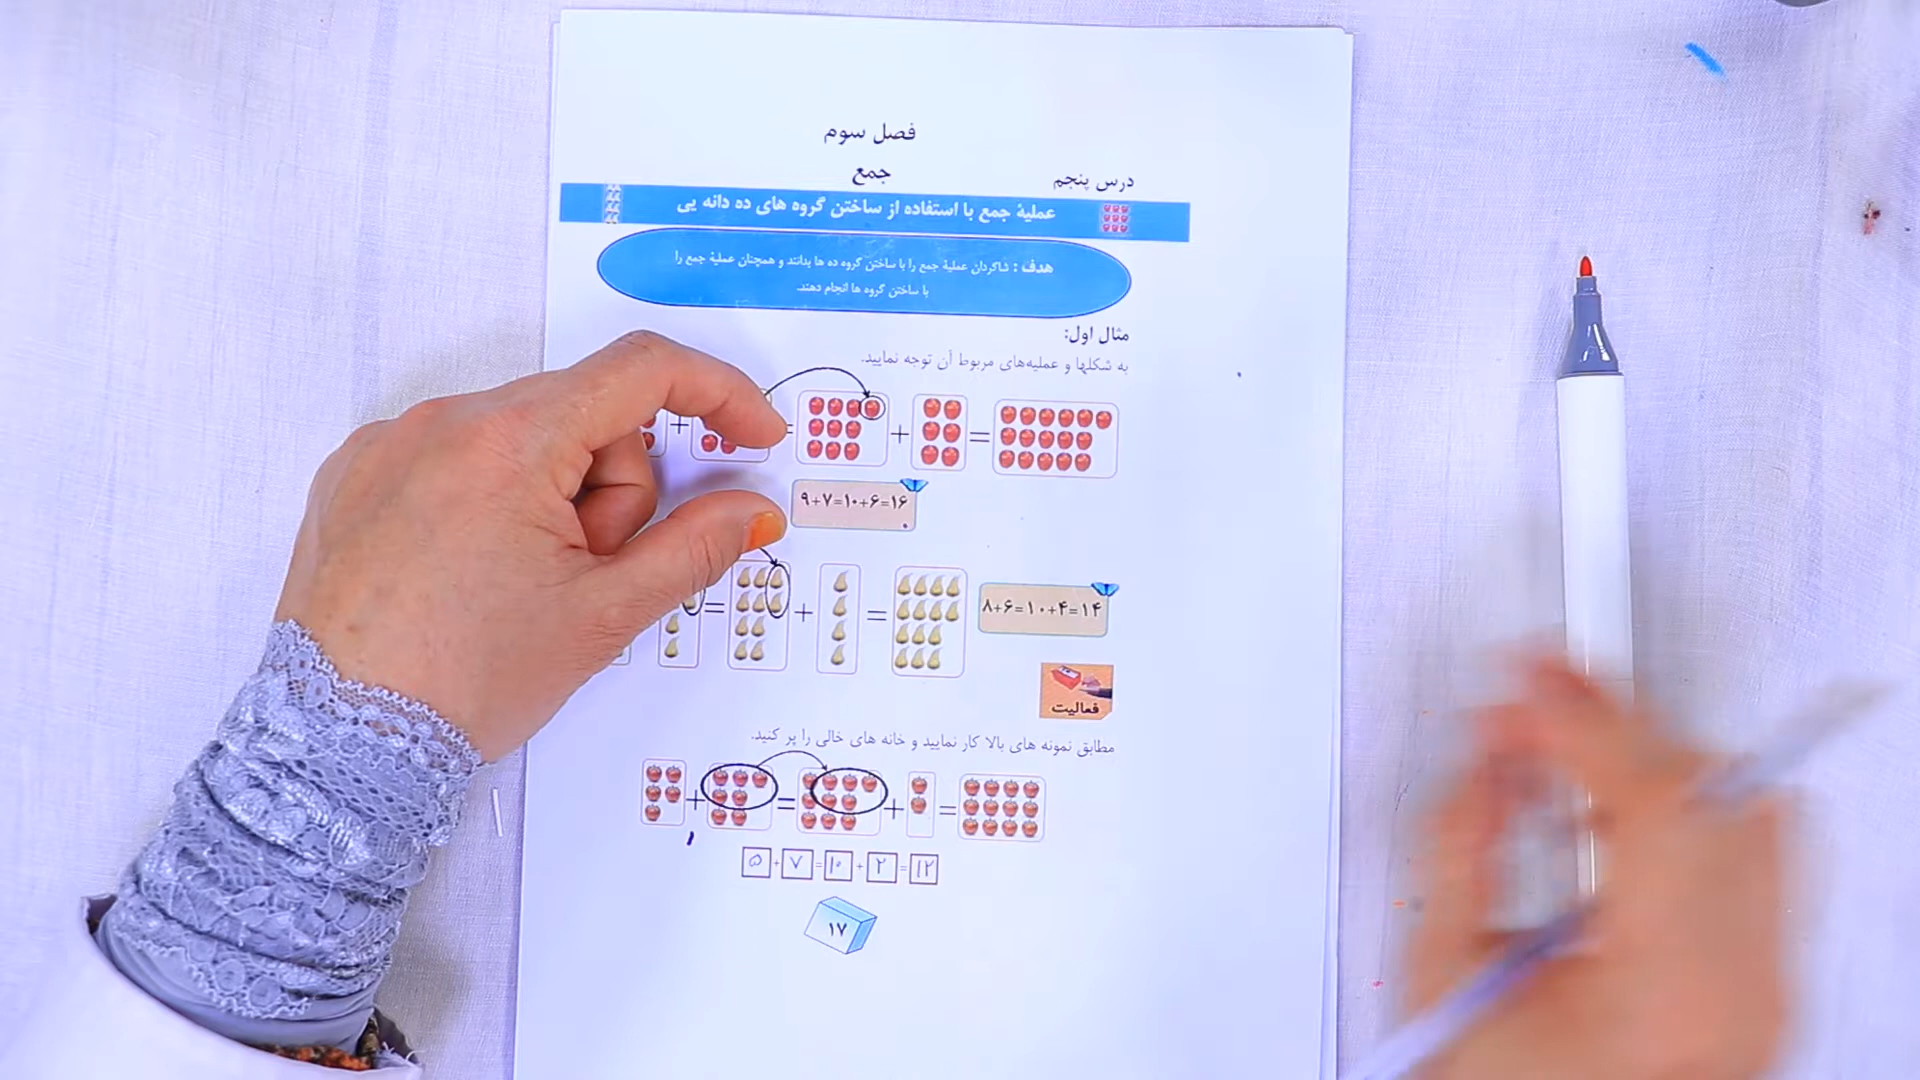 فصل سوم
جمع
درس پنجم
عملیهٔ جمع با استفاده از ساختن گروه های ده دانه یی
هدف : شاگردان عملیهٔ جمع را با ساختن گروه ده ها بدانند و همچنان عملیهٔ جمع را
با ساختن گروه ها انجام دهند.
مثال اول:
به شکلها و عملیه‌های مربوط آن توجه نمایید.
+ = + =
۹+۷=۱۰+۶=۱۶
= + =
۸+۶=۱۰+۴=۱۴
فعالیت
مطابق نمونه های بالا کار نمایید و خانه های خالی را پر کنید.
+ = + =
۵ + ۷ = ۱۰ + ۲ = ۱۲
۱۷